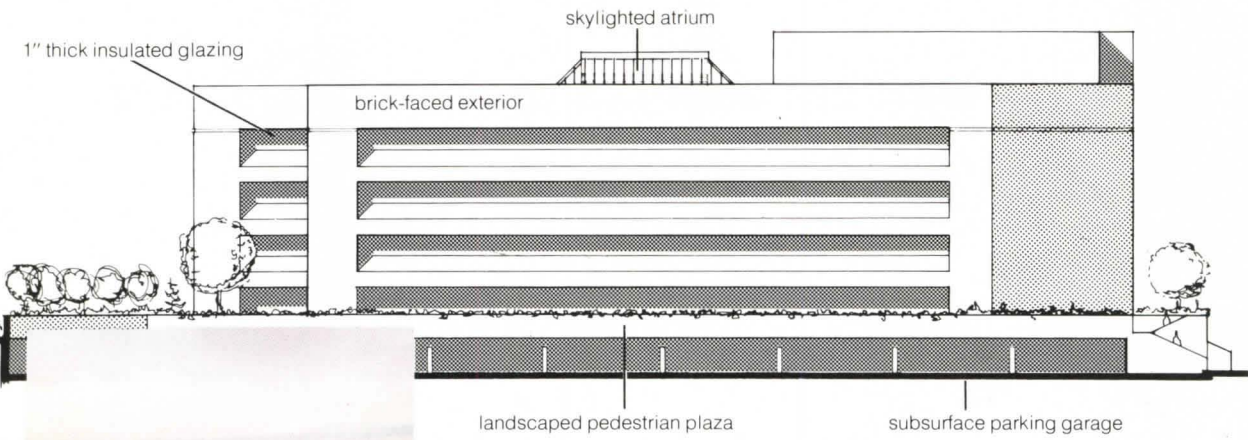 skylighted atrium
1" thick insulated glazing
brick-faced exterior
landscaped pedestrian plaza
subsurface parking garage